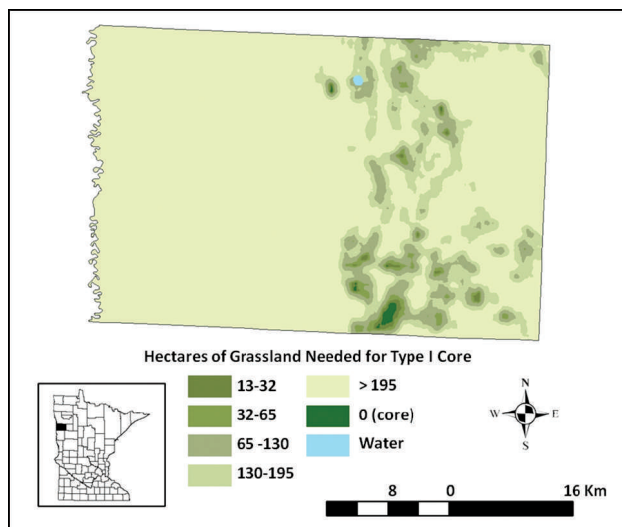 Hectares of Grassland Needed for Type I Core
13-32
32-65
65 -130
130-195
> 195
0 (core)
Water
N
W E
S
8 0 16 Km